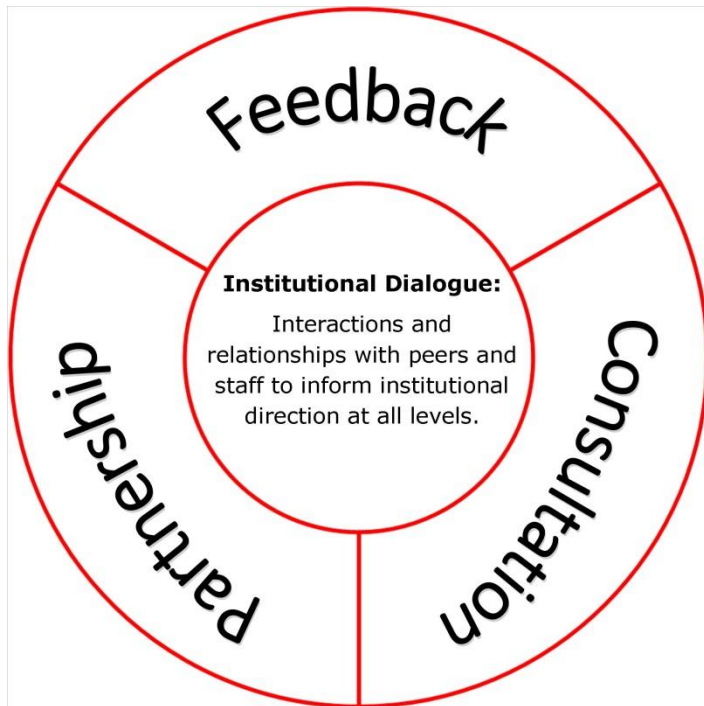 Feedback
Institutional Dialogue:
Interactions and
relationships with peers and
staff to inform institutional
direction at all levels.
Consultation
Partnership